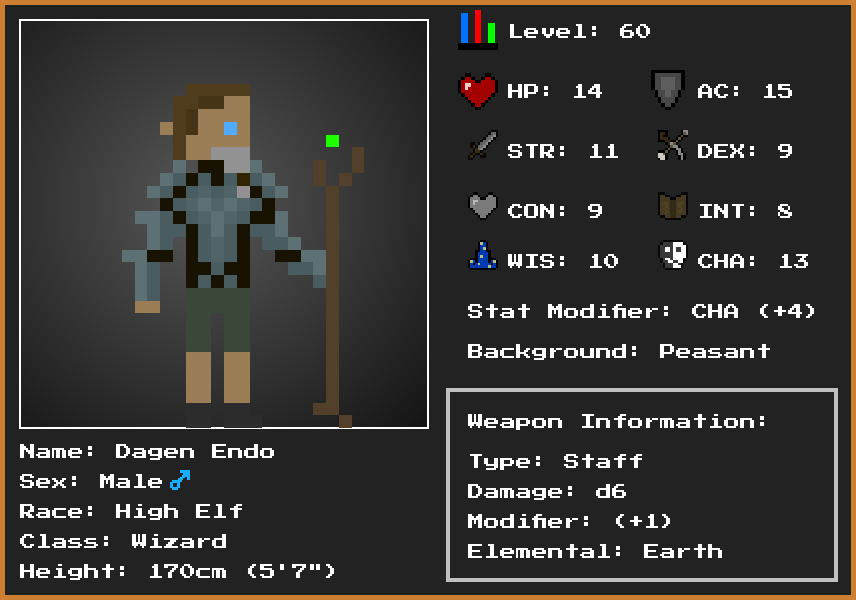 Level: 60
HP: 14
AC: 15
STR: 11
DEX: 9
CON: 9
INT: 8
WIS: 10
CHA: 13
Stat Modifier: CHA (+4)
Background: Peasant
Weapon Information:
Type: Staff
Damage: d6
Modifier: (+1)
Elemental: Earth
Name: Dagen Endo
Sex: Male♂
Race: High Elf
Class: Wizard
Height: 170cm (5'7")